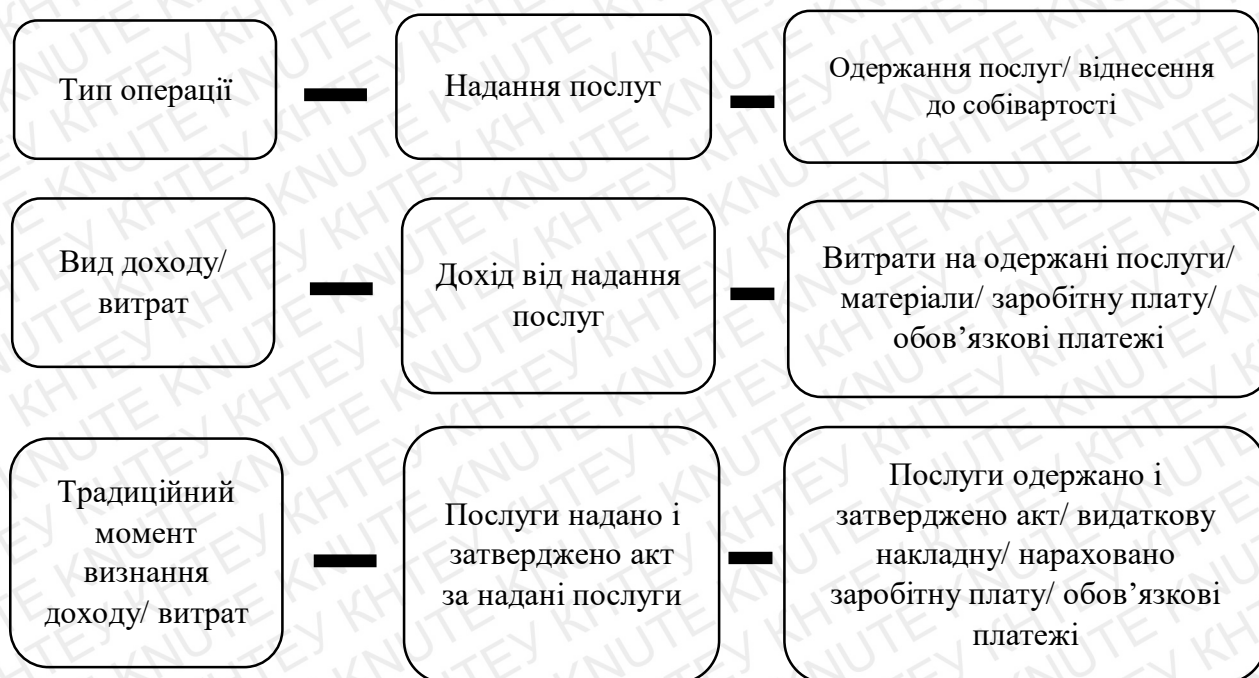 Тип операції
Надання послуг
Одержання послуг/ віднесення
до собівартості
Вид доходу/
витрат
Дохід від надання
послуг
Витрати на одержані послуги/
матеріали/ заробітну плату/
обов’язкові платежі
Традиційний
момент
визнання
доходу/ витрат
Послуги надано і
затверджено акт
за надані послуги
Послуги одержано і
затверджено акт/ видаткову
накладну/ нараховано
заробітну плату/ обов’язкові
платежі